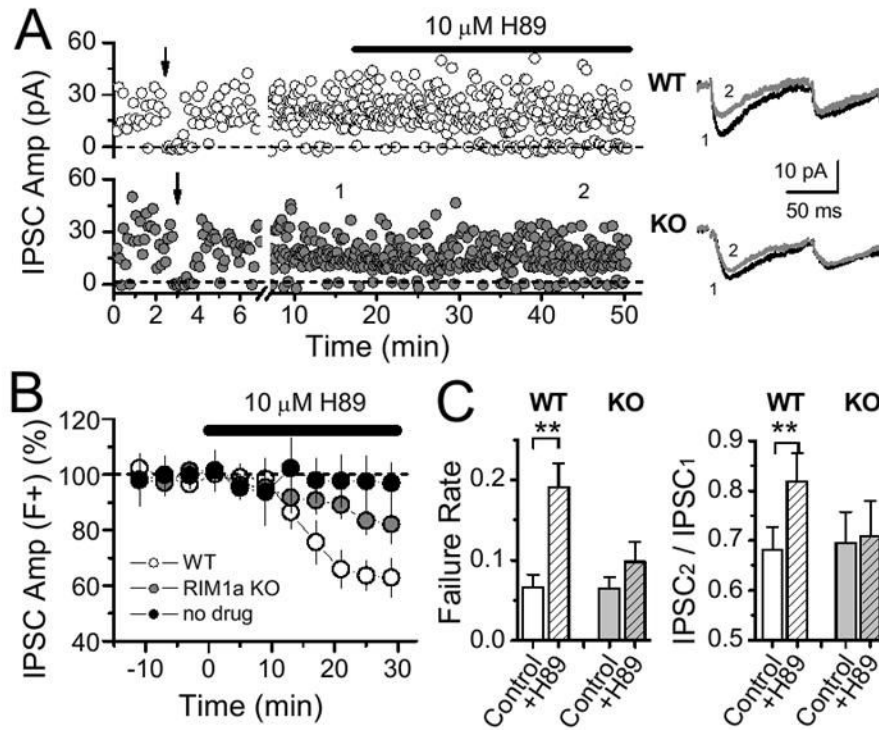 A
10 μM H89
IPSC Amp (pA)
60
30
0
60
30
0
1
2
0 2 4 6 10 20 30 40 50
Time (min)
WT
2
1
10 pA
50 ms
KO
2
1
B
10 μM H89
IPSC Amp (F+) (%)
120
100
80
60
40
WT
RIM1a KO
no drug
-10 0 10 20 30
Time (min)
C
WT KO
**
Failure Rate
0.2
0.1
0.0
Control
+H89
Control
+H89
WT KO
**
IPSC2 / IPSC1
0.9
0.8
0.7
0.6
0.5
Control
+H89
Control
+H89